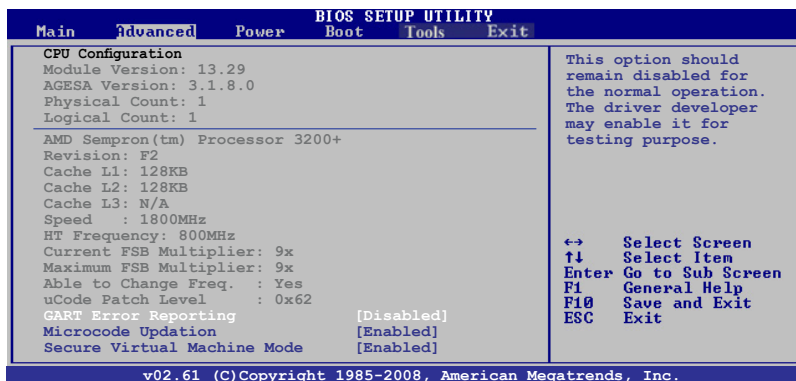 BIOS SETUP UTILITY
Main Advanced Power Boot Tools Exit
CPU Configuration
Module Version: 13.29
AGESA Version: 3.1.8.0
Physical Count: 1
Logical Count: 1
AMD Sempron(tm) Processor 3200+
Revision: F2
Cache L1: 128KB
Cache L2: 128KB
Cache L3: N/A
Speed : 1800MHz
HT Frequency: 800MHz
Current FSB Multiplier: 9x
Maximum FSB Multiplier: 9x
Able to Change Freq. : Yes
uCode Patch Level : 0x62
GART Error Reporting [Disabled]
Microcode Updation [Enabled]
Secure Virtual Machine Mode [Enabled]
This option should
remain disabled for
the normal operation.
The driver developer
may enable it for
testing purpose.
←→ Select Screen
↑↓ Select Item
Enter Go to Sub Screen
F1 General Help
F10 Save and Exit
ESC Exit
v02.61 (C)Copyright 1985-2008, American Megatrends, Inc.